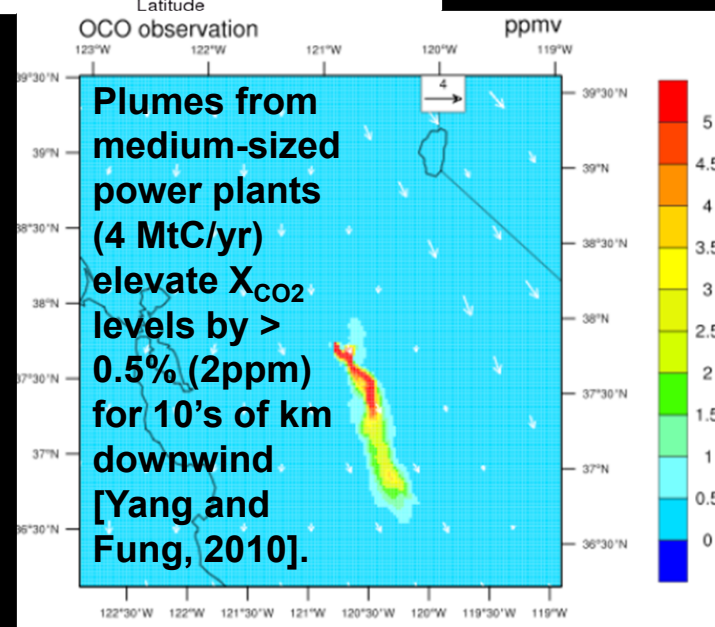 Latitude
OCO observation ppmv
123°W 122°W 121°W 120°W 119°W
4
39°30'N
39°N
38°30'N
38°N
37°30'N
37°N
36°30'N
Plumes from
medium-sized
power plants
(4 MtC/yr)
elevate XCO2
levels by >
0.5% (2ppm)
for 10's of km
downwind
[Yang and
Fung, 2010].
39°30'N
39°N
38°30'N
38°N
37°30'N
37°N
36°30'N
5
4.5
4
3.5
3
2.5
2
1.5
1
0.5
0
122°30'W 122°W 121°30'W 121°W 120°30'W 120°W 119°30'W 119°W